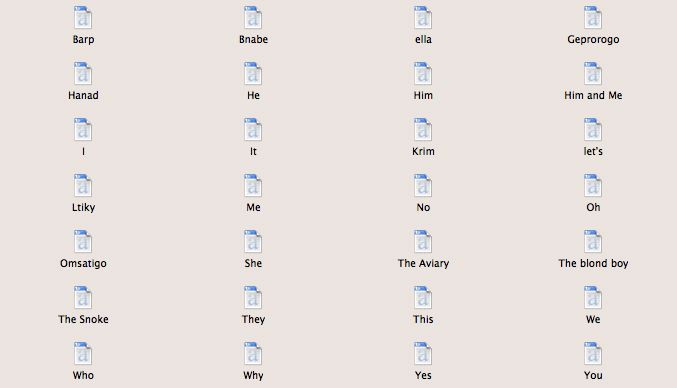 Barp Bnabe ella Geprorogo
Hanad He Him Him and Me
I It Krim let's
Ltiky Me No Oh
Omsatigo She The Aviary The blond boy
The Snoke They This We
Who Why Yes You